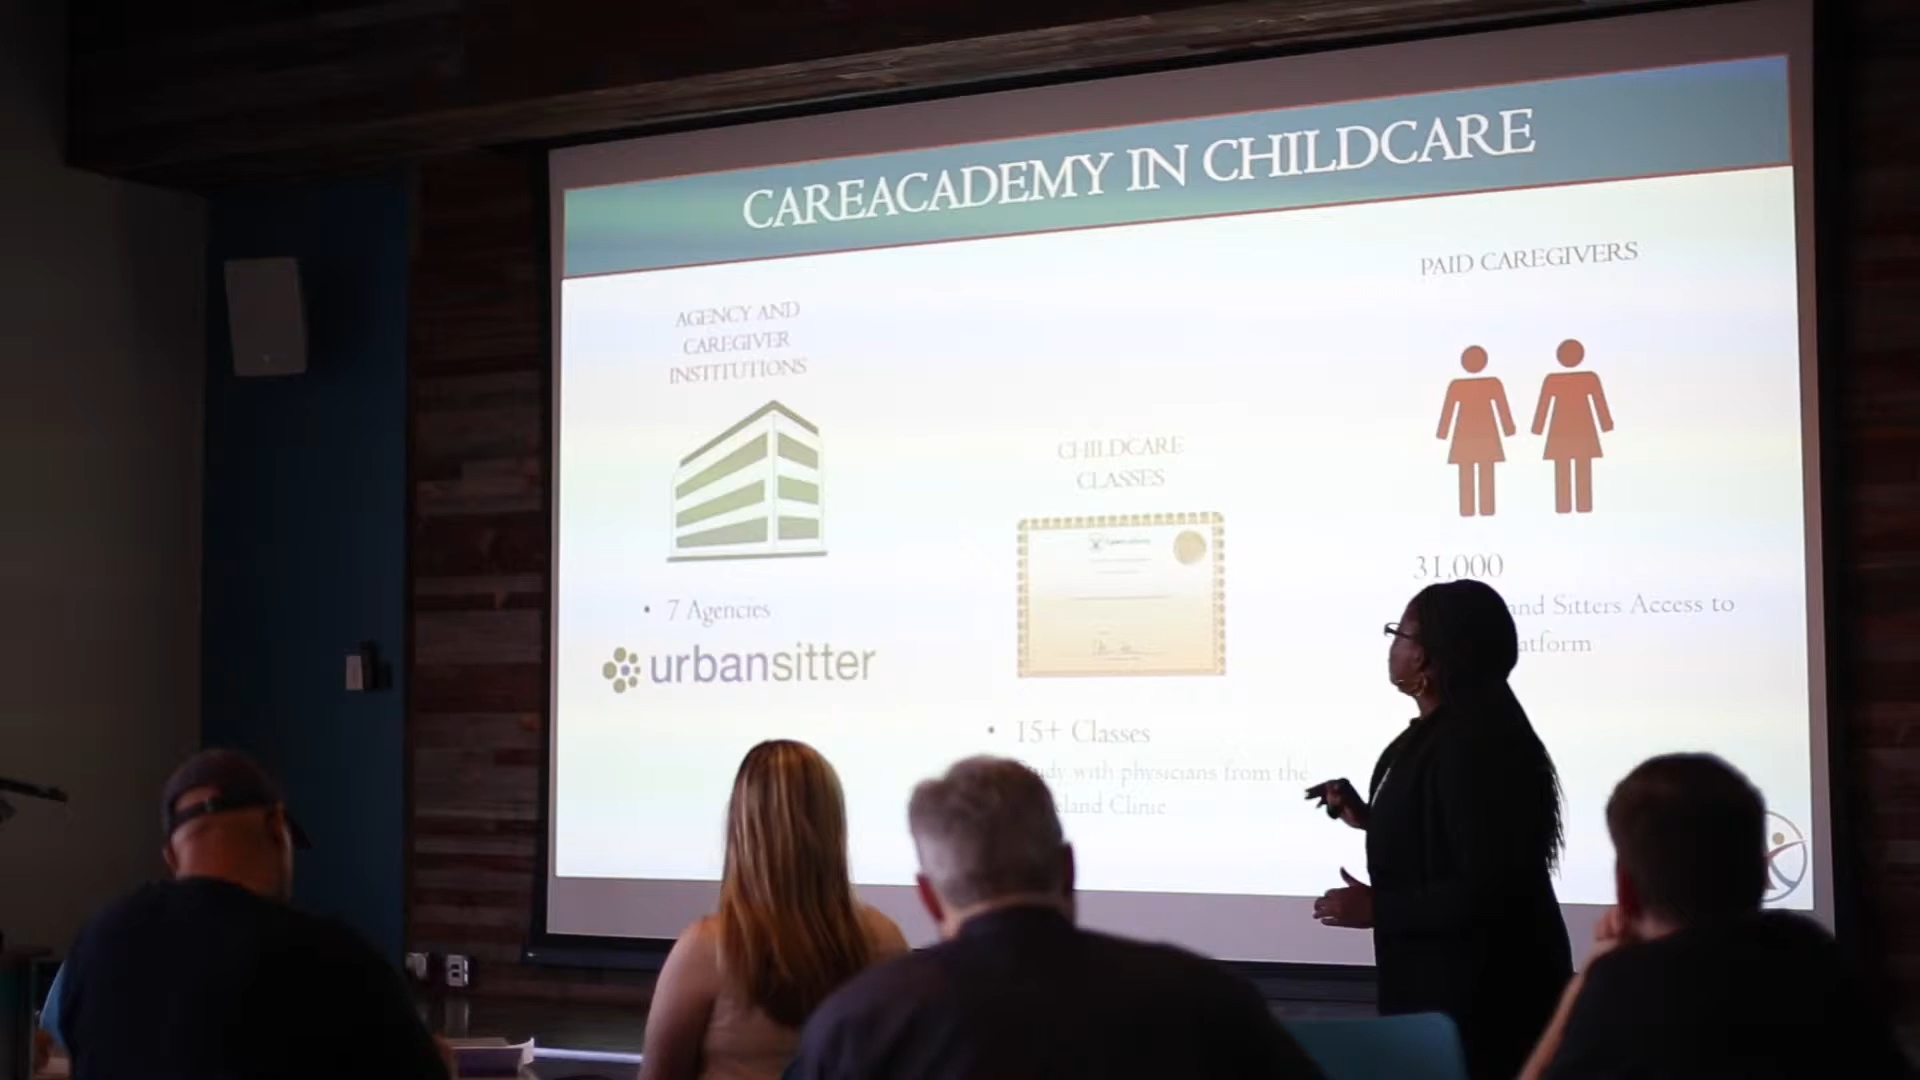 CAREACADEMY IN CHILDCARE
AGENCY AND
CAREGIVER
INSTITUTIONS
• 7 Agencies
urbansitter
CHILDCARE
CLASSES
• 15+ Classes
with physicians from the
Clinic
PAID CAREGIVERS
31,000
and Sitters Access to